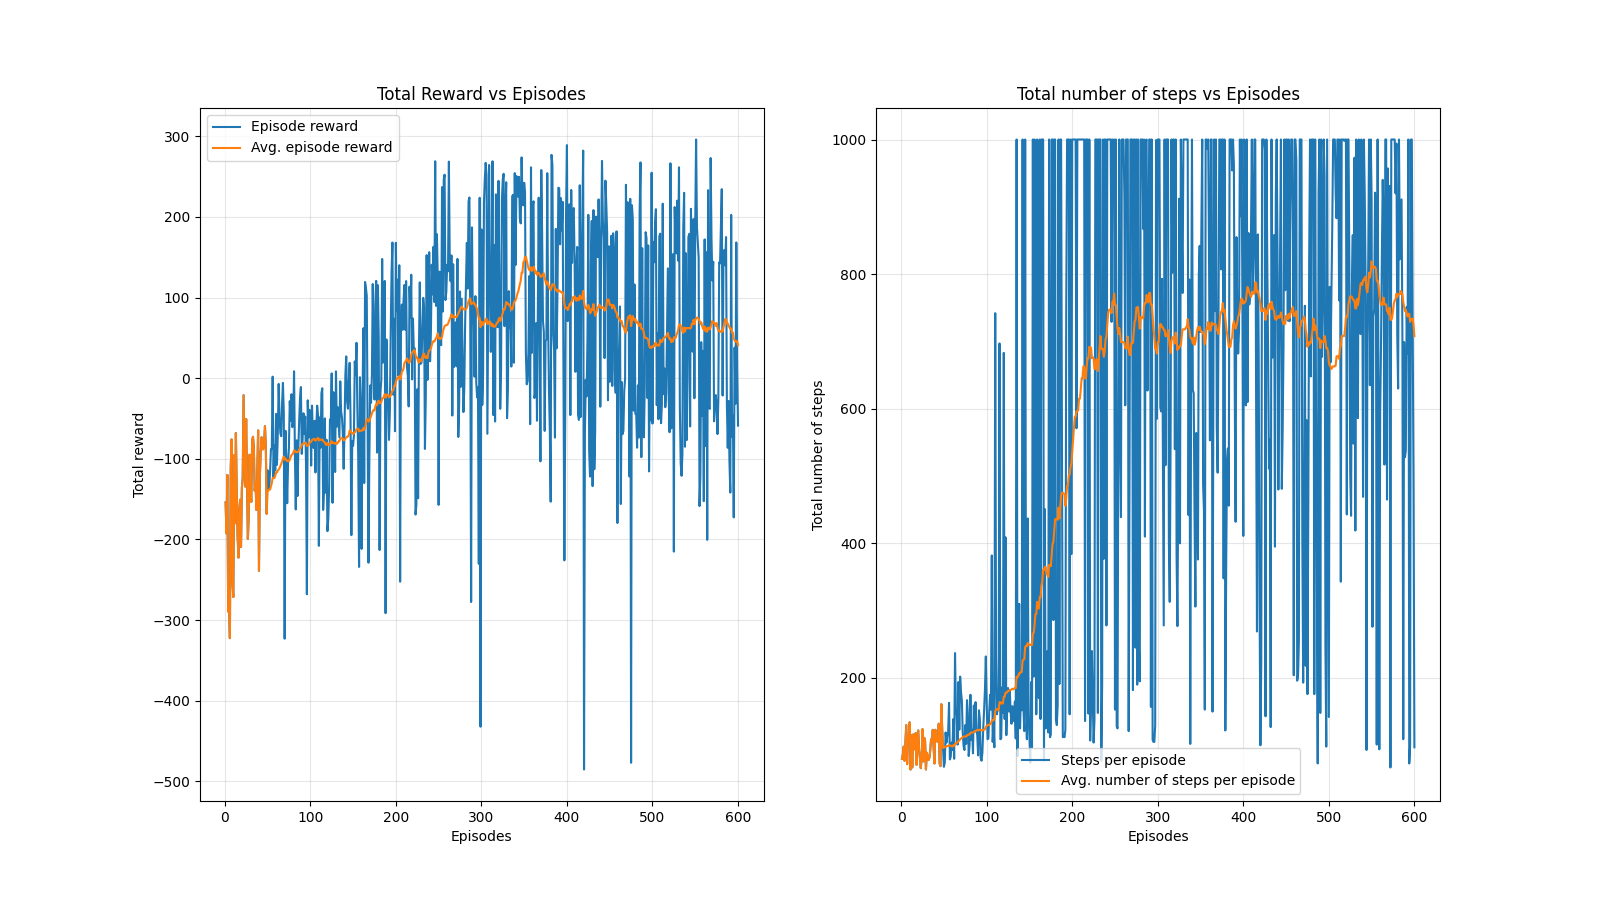 Total Reward vs Episodes
Episode reward
Avg. episode reward
300
200
100
0
−100
−200
−300
−400
−500
Total reward
0 100 200 300 400 500 600
Episodes
Total number of steps vs Episodes
1000
800
600
400
200
Total number of steps
Steps per episode
Avg. number of steps per episode
0 100 200 300 400 500 600
Episodes